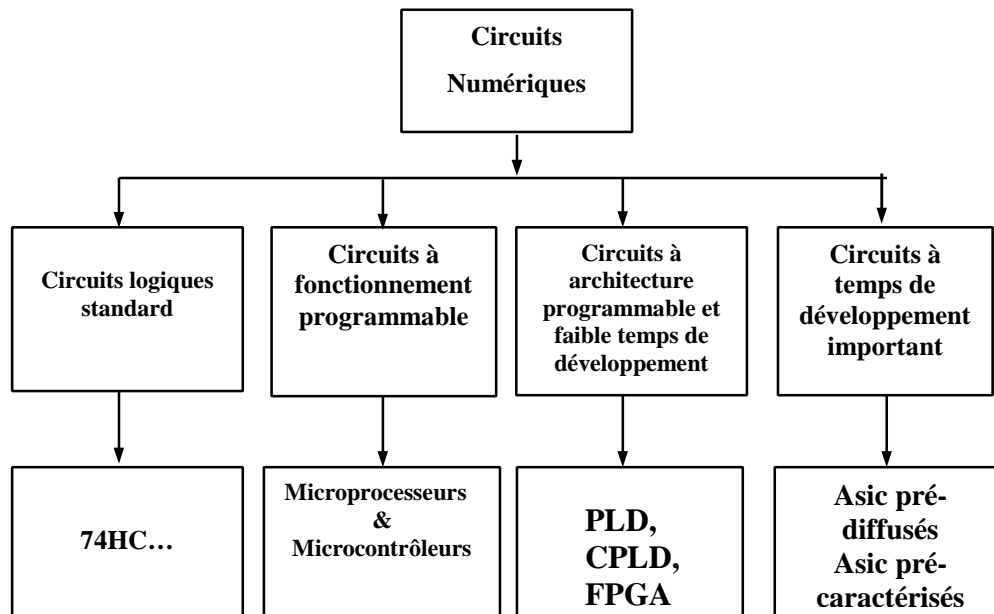 Circuits
Numériques
Circuits logiques
standard
Circuits à
fonctionnement
programmable
Circuits à
architecture
programmable et
faible temps de
développement
Circuits à
temps de
développement
important
74HC…
Microprocesseurs
&
Microcontrôleurs
PLD,
CPLD,
FPGA
Asic pré-
diffusés
Asic pré-
caractérisés